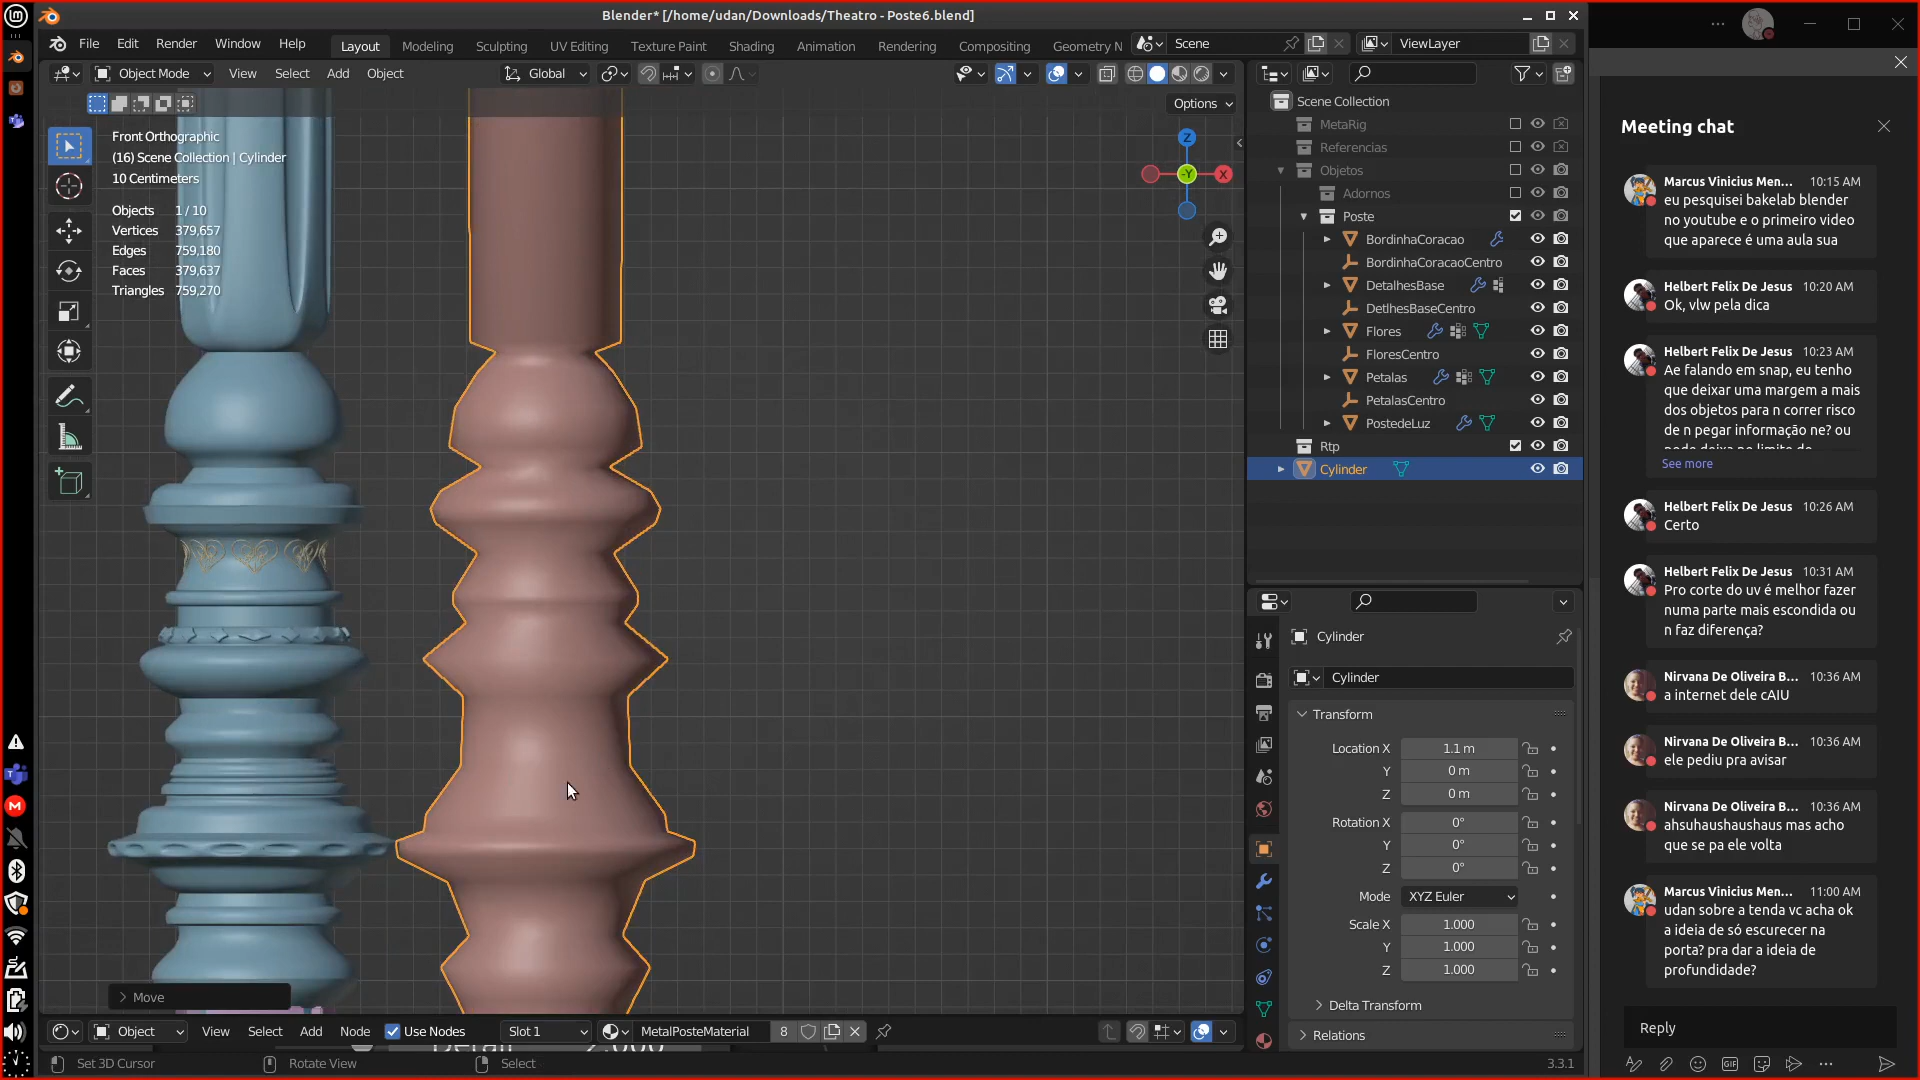 Blender* [/home/udan/Downloads/Theatro - Poste6.blend]
File Edit Render Window Help
Layout Modeling Sculpting UV Editing Texture Paint Shading Animation Rendering Compositing Geometry N
Scene
ViewLayer
Object Mode View Select Add Object
Global
Options
Front Orthographic
(16) Scene Collection | Cylinder
10 Centimeters
Objects 1 / 10
Vertices 379,657
Edges 759,180
Faces 379,637
Triangles 759,270
Z
-Y
X
Move
Scene Collection
MetaRig
Referencias
Objetos
Adornos
Poste
BordinhaCoracao
BordinhaCoracaoCentro
DetalhesBase
DetlhesBaseCentro
Flores
FloresCentro
Petalas
PetalasCentro
PostedeLuz
Rtp
Cylinder
Cylinder
Cylinder
Transform
Location X 1.1 m
Y 0 m
Z 0 m
Rotation X 0°
Y 0°
Z 0°
Mode XYZ Euler
Scale X 1.000
Y 1.000
Z 1.000
Delta Transform
Relations
Object View Select Add Node Use Nodes Slot 1 MetalPosteMaterial 8
Set 3D Cursor Rotate View Select
3.3.1
Meeting chat
Marcus Vinicius Men... 10:15 AM
eu pesquisei bakelab blender
no youtube e o primeiro video
que aparece é uma aula sua
Helbert Felix De Jesus 10:20 AM
Ok, vlw pela dica
Helbert Felix De Jesus 10:23 AM
Ae falando em snap, eu tenho
que deixar uma margem a mais
dos objetos para n correr risco
de n pegar informação ne? ou
See more
Helbert Felix De Jesus 10:26 AM
Certo
Helbert Felix De Jesus 10:31 AM
Pro corte do uv é melhor fazer
numa parte mais escondida ou
n faz diferença?
Nirvana De Oliveira B... 10:36 AM
a internet dele cAIU
Nirvana De Oliveira B... 10:36 AM
ele pediu pra avisar
Nirvana De Oliveira B... 10:36 AM
ahsuhaushaushaus mas acho
que se pa ele volta
Marcus Vinicius Men... 11:00 AM
udan sobre a tenda vc acha ok
a ideia de só escurecer na
porta? pra dar a ideia de
profundidade?
Reply
GIF